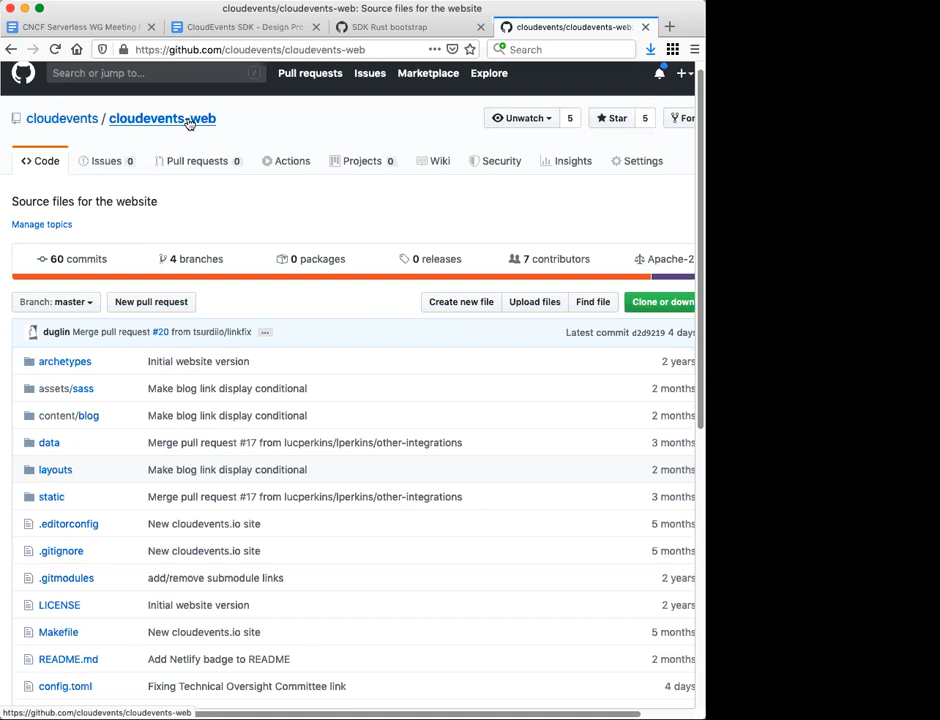 cloudevents/cloudevents-web: Source files for the website
CNCF Serverless WG Meeting
CloudEvents SDK - Design Pro
SDK Rust bootstrap
cloudevents/cloudevents-web:
https://github.com/cloudevents/cloudevents-web
Search
Search or jump to...
/
Pull requests Issues Marketplace Explore
cloudevents / cloudevents-web
Unwatch 5
Star 5
For
Code
Issues 0
Pull requests 0
Actions
Projects 0
Wiki
Security
Insights
Settings
Source files for the website
Manage topics
60 commits
4 branches
0 packages
0 releases
7 contributors
Apache-2
Branch: master
New pull request
Create new file
Upload files
Find file
Clone or down
duglin Merge pull request #20 from tsurdilo/linkfix ...
Latest commit d2d9219 4 days
archetypes Initial website version 2 years
assets/sass Make blog link display conditional 2 months
content/blog Make blog link display conditional 2 months
data Merge pull request #17 from lucperkins/lperkins/other-integrations 3 months
layouts Make blog link display conditional 2 months
static Merge pull request #17 from lucperkins/lperkins/other-integrations 3 months
.editorconfig New cloudevents.io site 5 months
.gitignore New cloudevents.io site 5 months
.gitmodules add/remove submodule links 2 years
LICENSE Initial website version 2 years
Makefile New cloudevents.io site 5 months
README.md Add Netlify badge to README 2 months
config.toml Fixing Technical Oversight Committee link 4 days
https://github.com/cloudevents/cloudevents-web